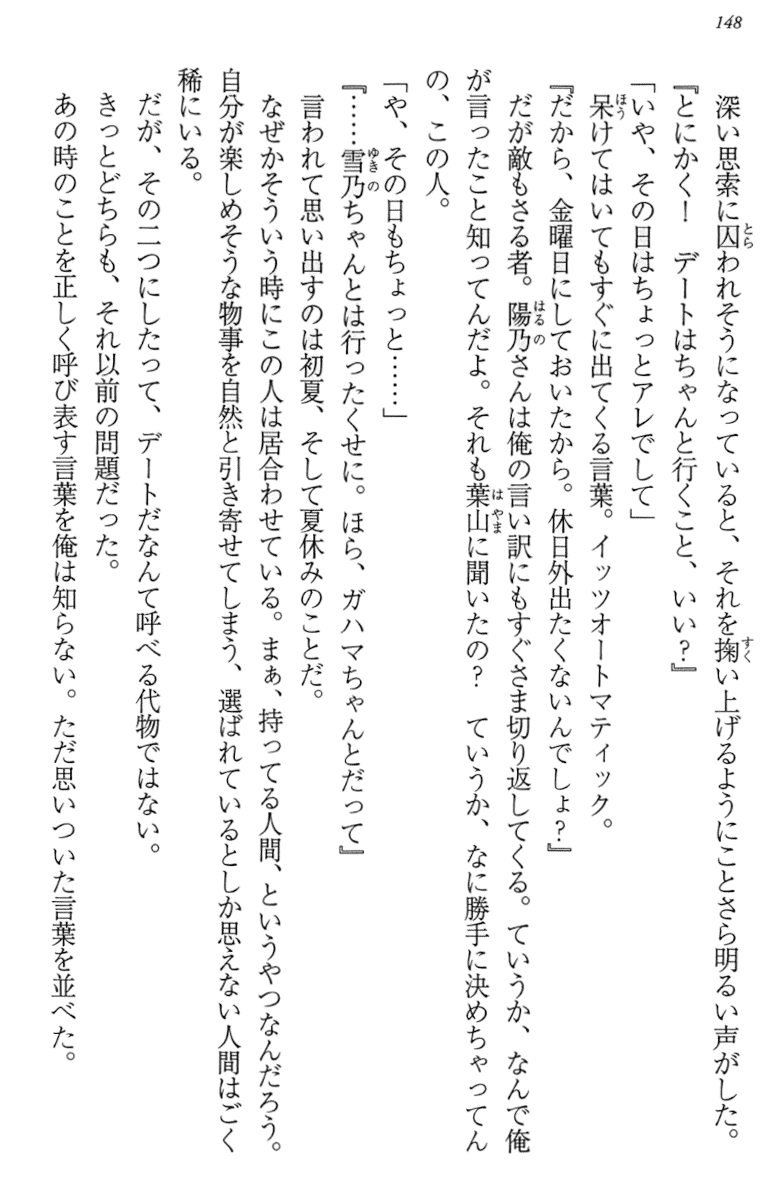 148
深い思索に囚われそうになっていると、それを掬い上げるようにことさら明るい声がした。
『とにかく！　デートはちゃんと行くこと、いい？』
「いや、その日はちょっとアレでして」
呆けてはいてもすぐに出てくる言葉。イッツオートマティック。
『だから、金曜日にしておいたから。休日外出たくないんでしょ？』
だが敵もさる者。陽乃さんは俺の言い訳にもすぐさま切り返してくる。ていうか、なんで俺
が言ったこと知ってんだよ。それも葉山に聞いたの？　ていうか、なに勝手に決めちゃってん
の、この人。
「や、その日もちょっと……」
『……雪乃ちゃんとは行ったくせに。ほら、ガハマちゃんとだって』
言われて思い出すのは初夏、そして夏休みのことだ。
なぜかそういう時にこの人は居合わせている。まぁ、持ってる人間、というやつなんだろう。
自分が楽しめそうな物事を自然と引き寄せてしまう、選ばれているとしか思えない人間はごく
稀にいる。
だが、その二つにしたって、デートだなんて呼べる代物ではない。
きっとどちらも、それ以前の問題だった。
あの時のことを正しく呼び表す言葉を俺は知らない。ただ思いついた言葉を並べた。